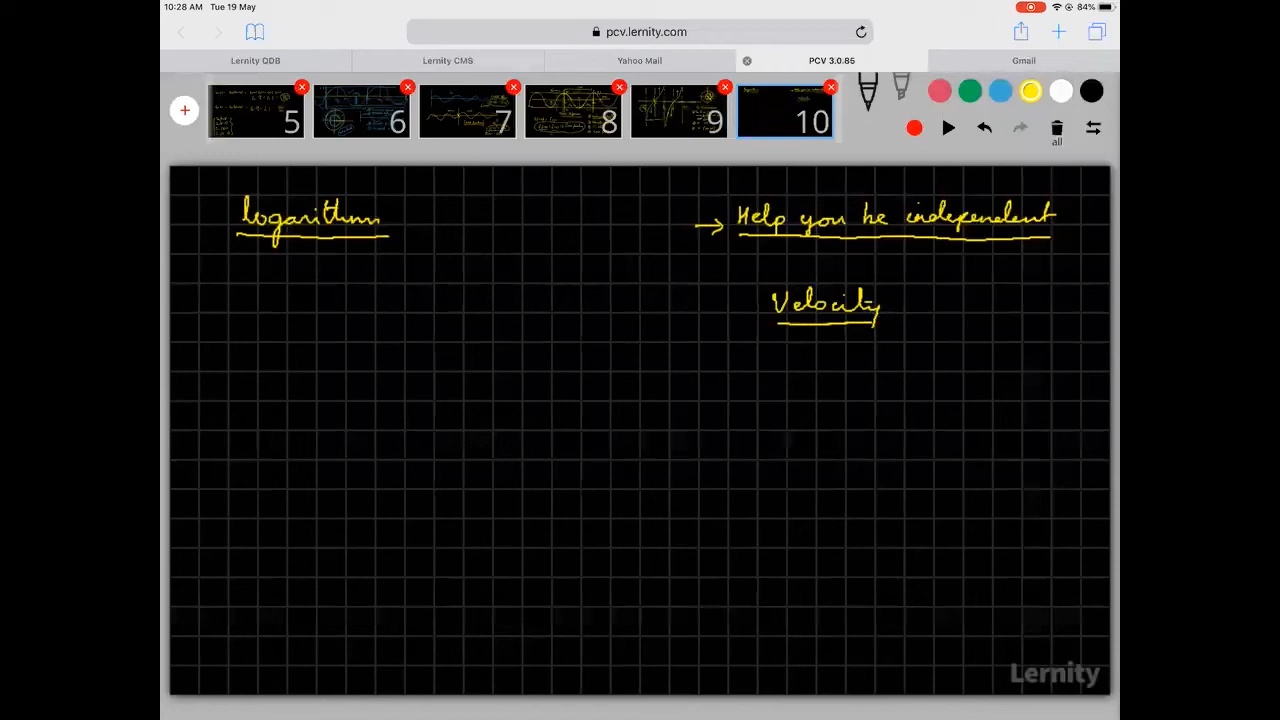 10:28 AM Tue 19 May 84%
pcv.lernity.com
Lernity QDB Lernity CMS Yahoo Mail PCV 3.0.85 Gmail
5 6 7 8 9 10
all
logarithm → Help you be independent
Velocity
Lernity